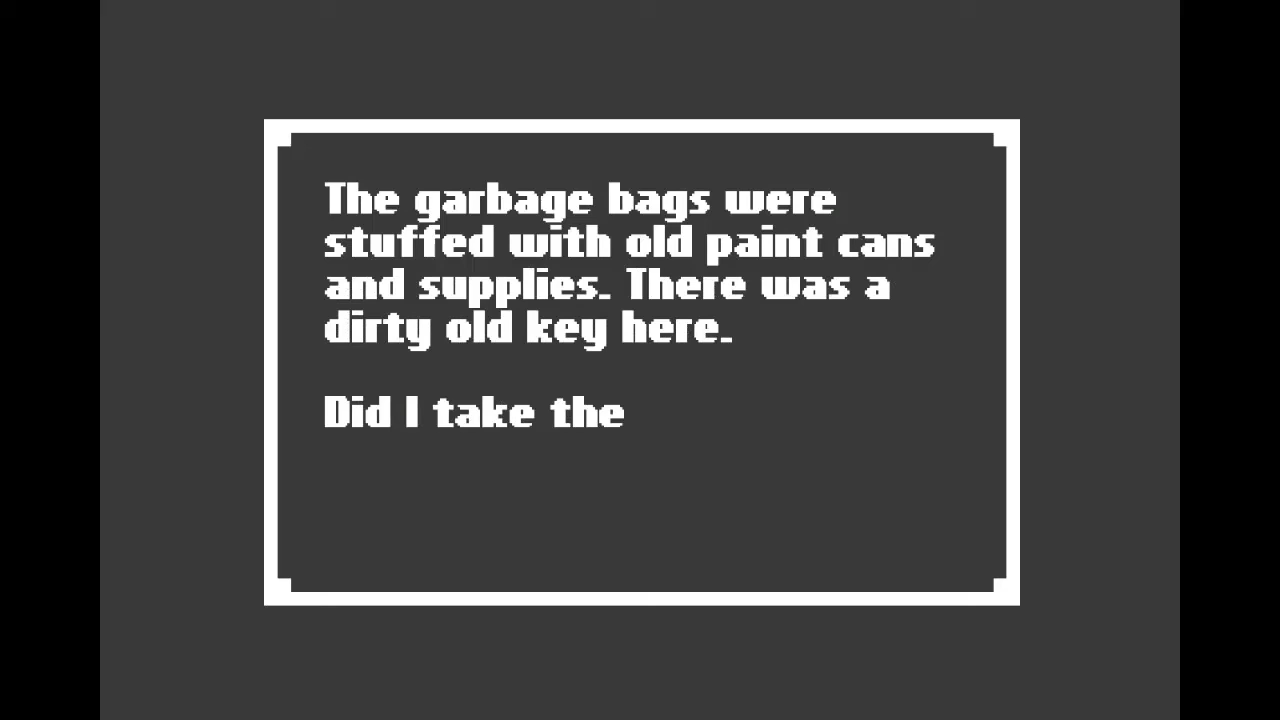 The garbage bags were
stuffed with old paint cans
and supplies. There was a
dirty old key here.
Did I take the